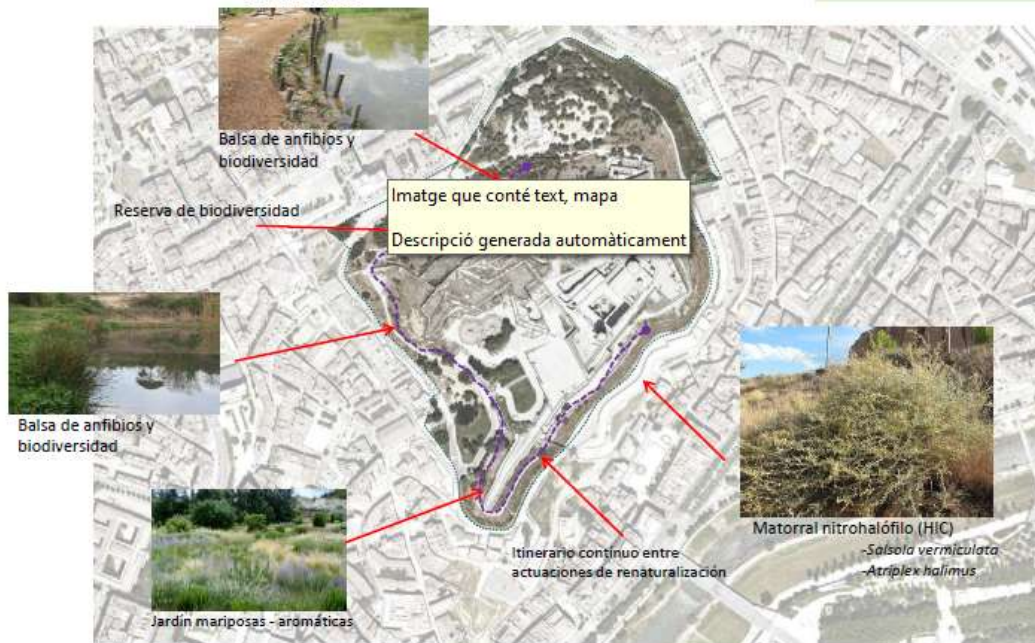 Balsa de anfibios y
biodiversidad
Reserva de biodiversidad
Imatge que conté text, mapa
Descripció generada automàticament
Balsa de anfibios y
biodiversidad
Jardín mariposas - aromáticas
Itinerario continuo entre
actuaciones de renaturalización
Matorral nitrohalófilo (HIC)
-Salsola vermiculata
-Atriplex halimus